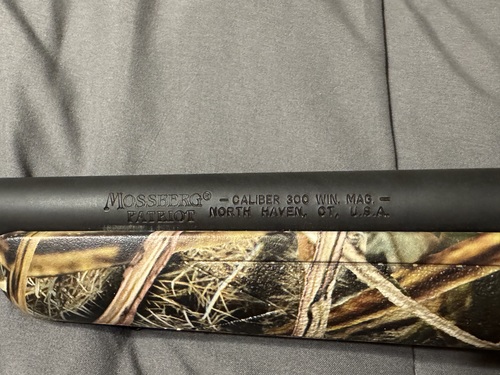 MOSSBERG® - CALIBER 300 WIN. MAG. -
PATRIOT NORTH HAVEN, CT, U.S.A.